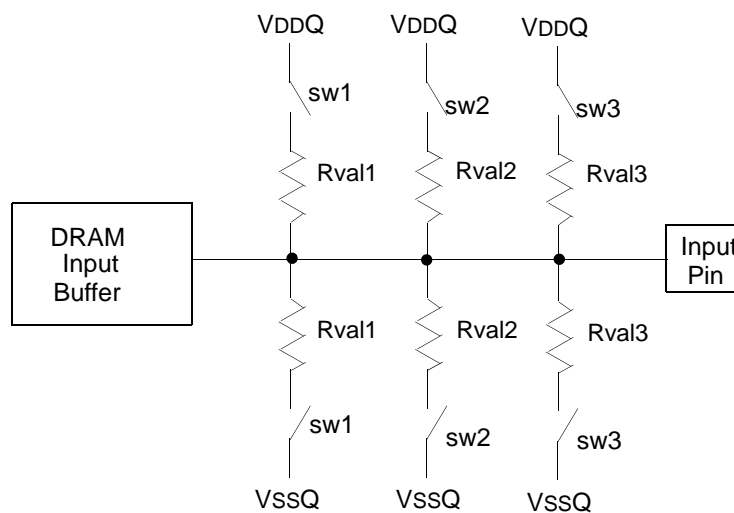 VDDQ VDDQ VDDQ
sw1 sw2 sw3
Rval1 Rval2 Rval3
DRAM
Input
Buffer
Input
Pin
Rval1 Rval2 Rval3
sw1 sw2 sw3
VSSQ VSSQ VSSQ